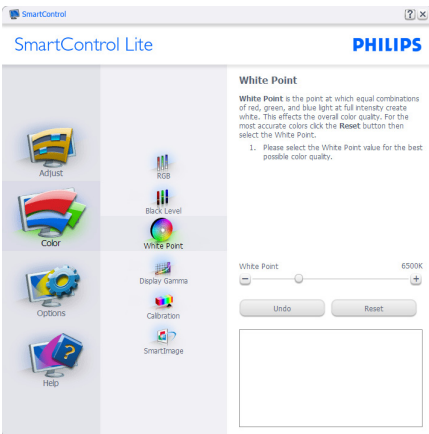 SmartControl
SmartControl Lite
PHILIPS
Adjust
Color
Options
Help
RGB
Black Level
White Point
Display Gamma
Calibration
SmartImage
White Point
White Point is the point at which equal combinations
of red, green, and blue light at full intensity create
white. This effects the overall color quality. For the
most accurate colors click the Reset button then
select the White Point.
1. Please select the White Point value for the best
possible color quality.
White Point 6500K
Undo Reset